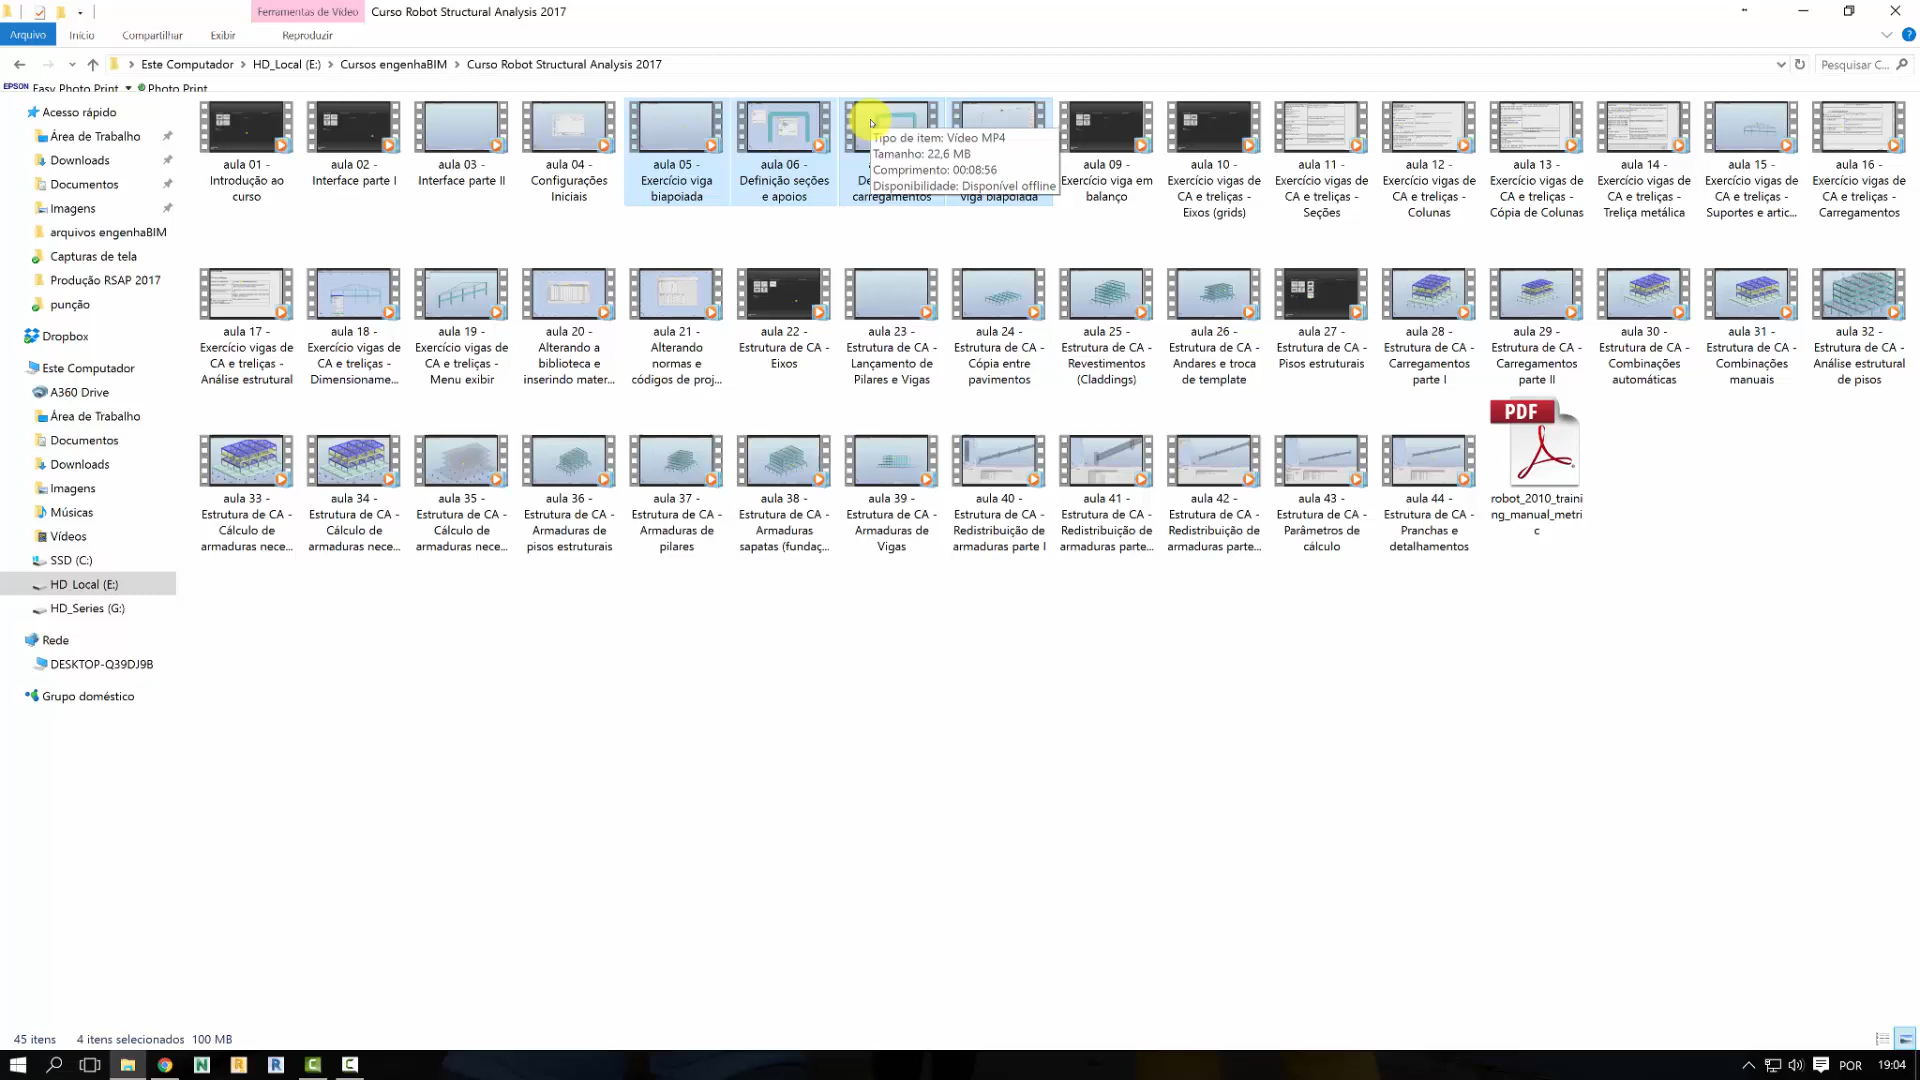 Ferramentas de Vídeo
Curso Robot Structural Analysis 2017
Arquivo
Início
Compartilhar
Exibir
Reproduzir
Este Computador
HD_Local (E:)
Cursos engenhaBIM
Curso Robot Structural Analysis 2017
Pesquisar C...
EPSON Easy Photo Print
Photo Print
Acesso rápido
Área de Trabalho
Downloads
Documentos
Imagens
arquivos engenhaBIM
Capturas de tela
Produção RSAP 2017
punção
Dropbox
Este Computador
A360 Drive
Área de Trabalho
Documentos
Downloads
Imagens
Músicas
Vídeos
SSD (C:)
HD_Local (E:)
HD_Series (G:)
Rede
DESKTOP-Q39DJ9B
Grupo doméstico
aula 01 -
Introdução ao
curso
aula 02 -
Interface parte I
aula 03 -
Interface parte II
aula 04 -
Configurações
Iniciais
aula 05 -
Exercício viga
biapoiada
aula 06 -
Definição seções
e apoios
De
carregamentos
viga biapoiada
Tipo de item: Vídeo MP4
Tamanho: 22,6 MB
Comprimento: 00:08:56
Disponibilidade: Disponível offline
aula 09 -
Exercício viga em
balanço
aula 10 -
Exercício vigas de
CA e treliças -
Eixos (grids)
aula 11 -
Exercício vigas de
CA e treliças -
Seções
aula 12 -
Exercício vigas de
CA e treliças -
Colunas
aula 13 -
Exercício vigas de
CA e treliças -
Cópia de Colunas
aula 14 -
Exercício vigas de
CA e treliças -
Treliça metálica
aula 15 -
Exercício vigas de
CA e treliças -
Suportes e artic...
aula 16 -
Exercício vigas de
CA e treliças -
Carregamentos
aula 17 -
Exercício vigas de
CA e treliças -
Análise estrutural
aula 18 -
Exercício vigas de
CA e treliças -
Dimensioname...
aula 19 -
Exercício vigas de
CA e treliças -
Menu exibir
aula 20 -
Alterando a
biblioteca e
inserindo mater...
aula 21 -
Alterando
normas e
códigos de proj...
aula 22 -
Estrutura de CA -
Eixos
aula 23 -
Estrutura de CA -
Lançamento de
Pilares e Vigas
aula 24 -
Estrutura de CA -
Cópia entre
pavimentos
aula 25 -
Estrutura de CA -
Revestimentos
(Claddings)
aula 26 -
Estrutura de CA -
Andares e troca
de template
aula 27 -
Estrutura de CA -
Pisos estruturais
aula 28 -
Estrutura de CA -
Carregamentos
parte I
aula 29 -
Estrutura de CA -
Carregamentos
parte II
aula 30 -
Estrutura de CA -
Combinações
automáticas
aula 31 -
Estrutura de CA -
Combinações
manuais
aula 32 -
Estrutura de CA -
Análise estrutural
de pisos
aula 33 -
Estrutura de CA -
Cálculo de
armaduras nece...
aula 34 -
Estrutura de CA -
Cálculo de
armaduras nece...
aula 35 -
Estrutura de CA -
Cálculo de
armaduras nece...
aula 36 -
Estrutura de CA -
Armaduras de
pisos estruturais
aula 37 -
Estrutura de CA -
Armaduras de
pilares
aula 38 -
Estrutura de CA -
Armaduras
sapatas (fundaç...
aula 39 -
Estrutura de CA -
Armaduras de
Vigas
aula 40 -
Estrutura de CA -
Redistribuição de
armaduras parte I
aula 41 -
Estrutura de CA -
Redistribuição de
armaduras parte...
aula 42 -
Estrutura de CA -
Redistribuição de
armaduras parte...
aula 43 -
Estrutura de CA -
Parâmetros de
cálculo
aula 44 -
Estrutura de CA -
Pranchas e
detalhamentos
PDF
robot_2010_traini
ng_manual_metri
c
45 itens
4 itens selecionados 100 MB
POR
19:04